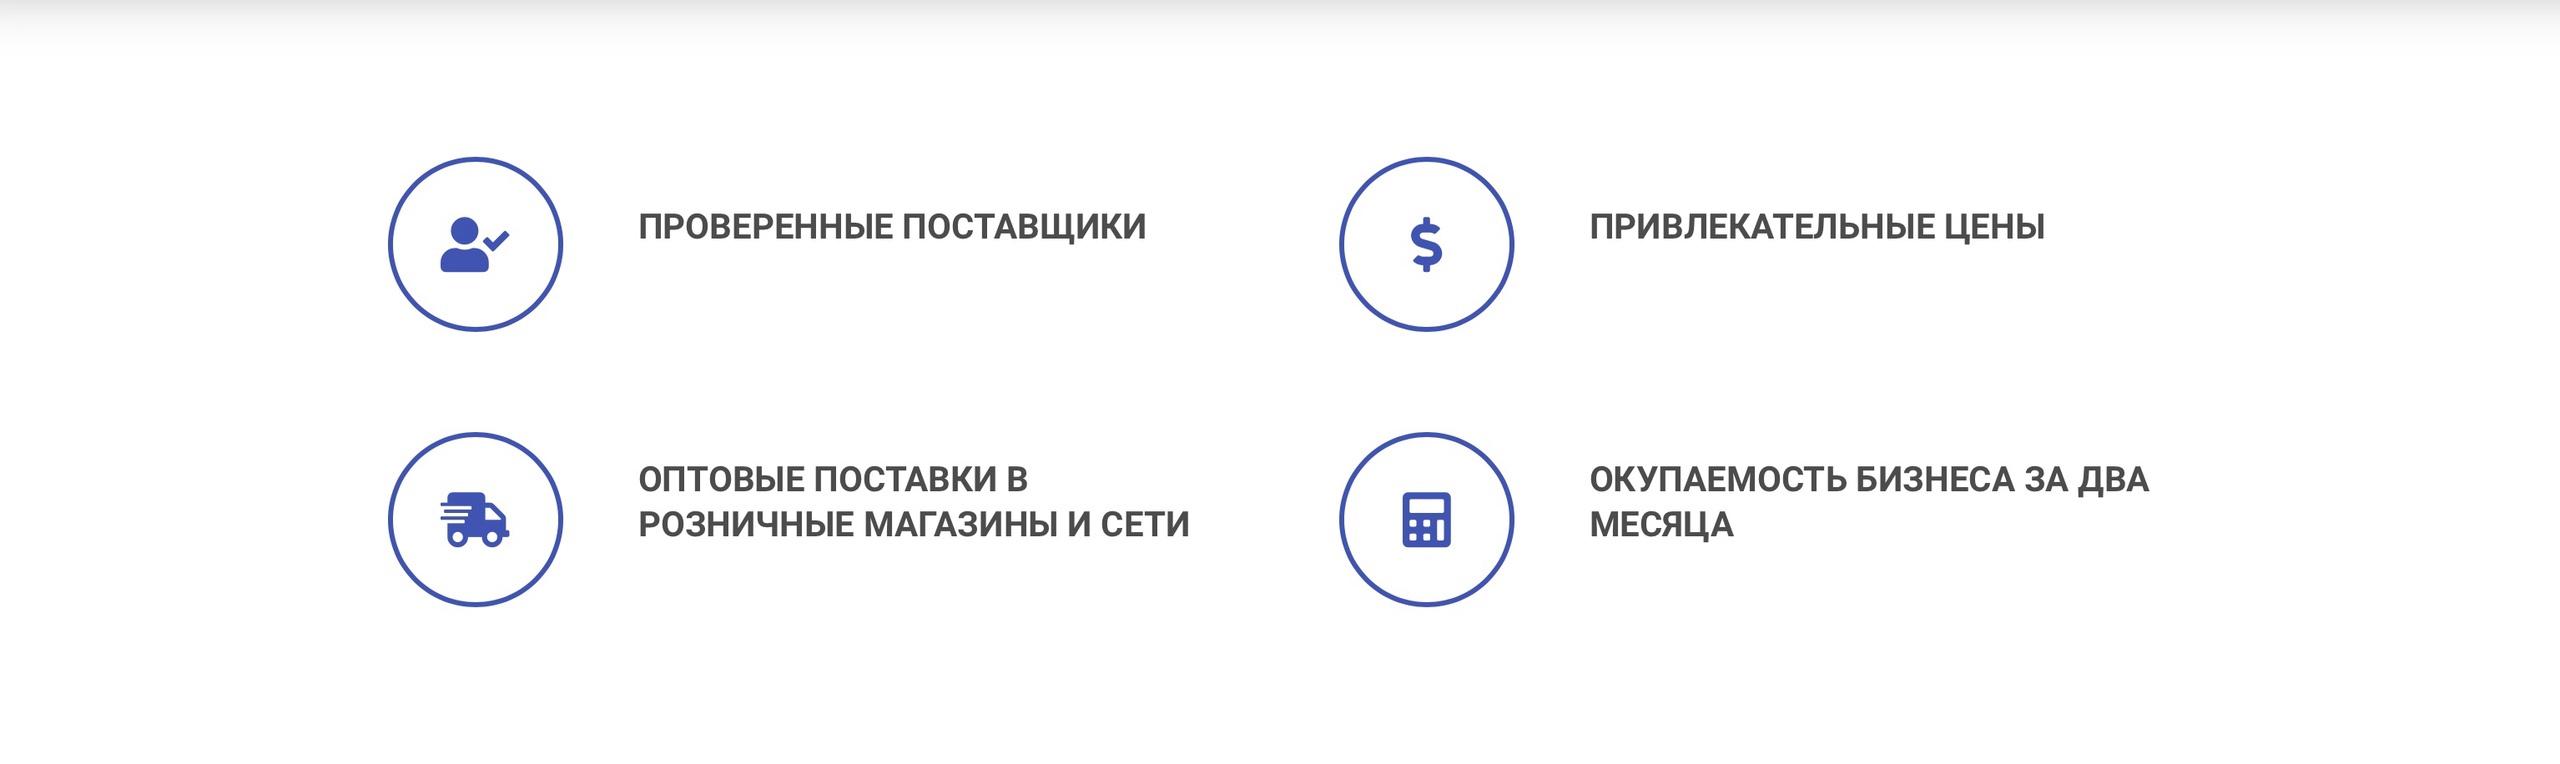 ПРОВЕРЕННЫЕ ПОСТАВЩИКИ
ПРИВЛЕКАТЕЛЬНЫЕ ЦЕНЫ
ОПТОВЫЕ ПОСТАВКИ В
РОЗНИЧНЫЕ МАГАЗИНЫ И СЕТИ
ОКУПАЕМОСТЬ БИЗНЕСА ЗА ДВА
МЕСЯЦА